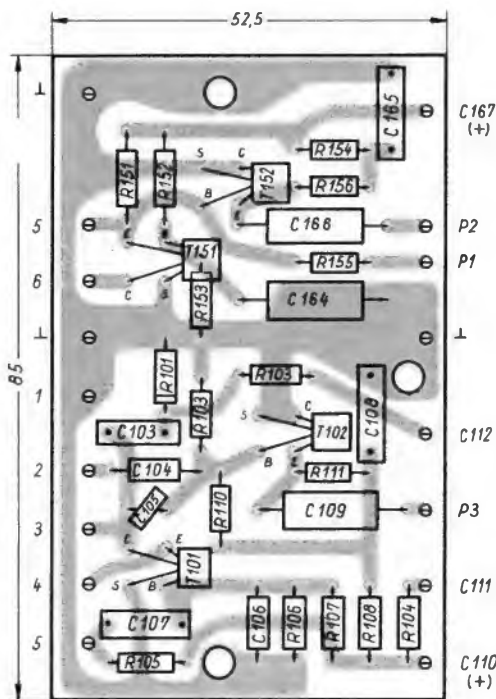 52,5
85
⊥
C165
C167
(+)
R151
R152
R154
S
C
T152
R156
B
E
5
C166
P2
E
T151
R155
P1
6
C
B
R153
C164
⊥
⊥
R101
R103
1
R103
C108
C103
S
C
T102
C112
B
E
2
C104
R111
C103
R110
C109
P3
3
E
E
T101
4
S
B
C111
C107
C106
R106
R107
R108
R104
5
R105
C110
(+)